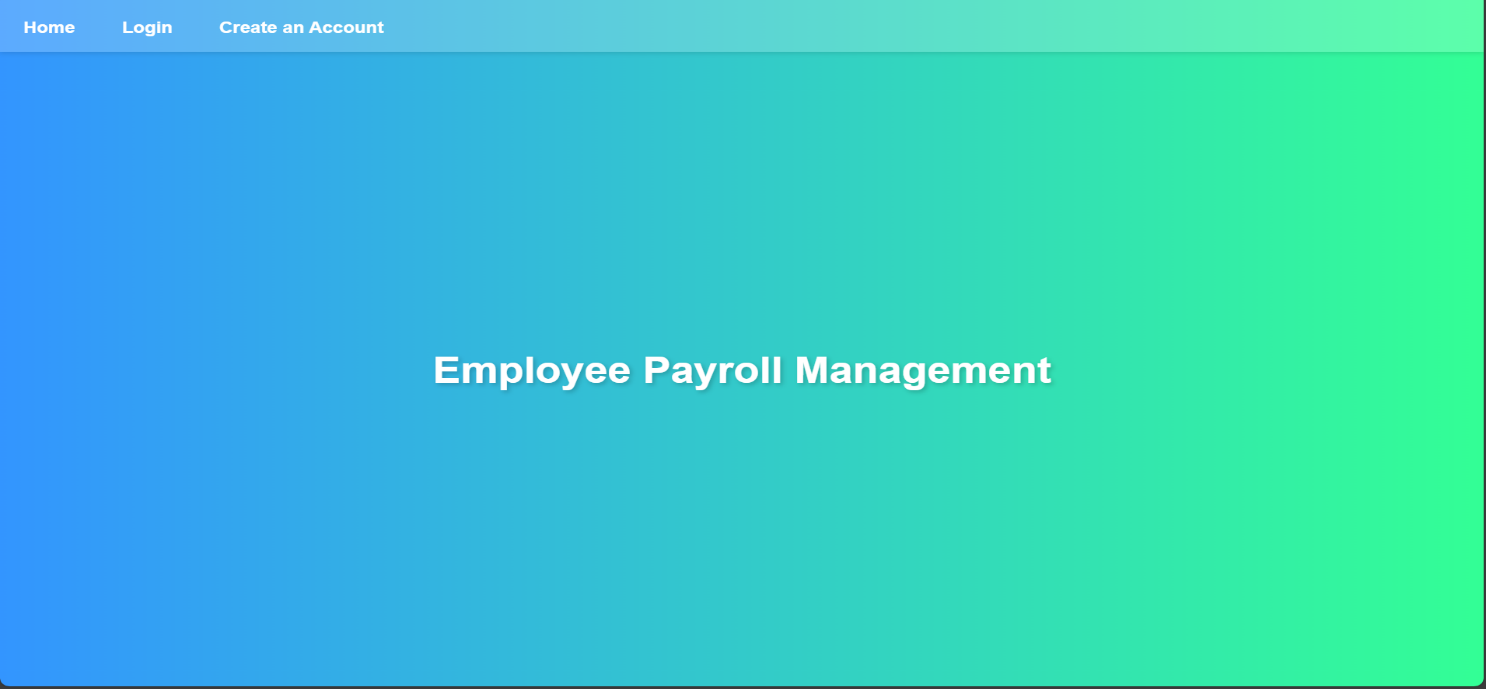 Home Login Create an Account
Employee Payroll Management